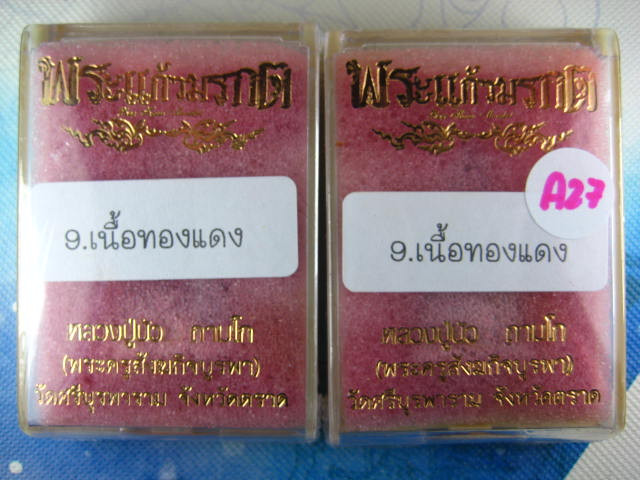 พระแก้วมรกต
9.เนื้อทองแดง
หลวงปู่บัว ถามโก
(พระครูสังฆกิจบูรพา)
วัดศรีบุรพาราม จังหวัดตราด
พระแก้วมรกต
A27
9.เนื้อทองแดง
หลวงปู่บัว ถามโก
(พระครูสังฆกิจบูรพา)
วัดศรีบุรพาราม จังหวัดตราด